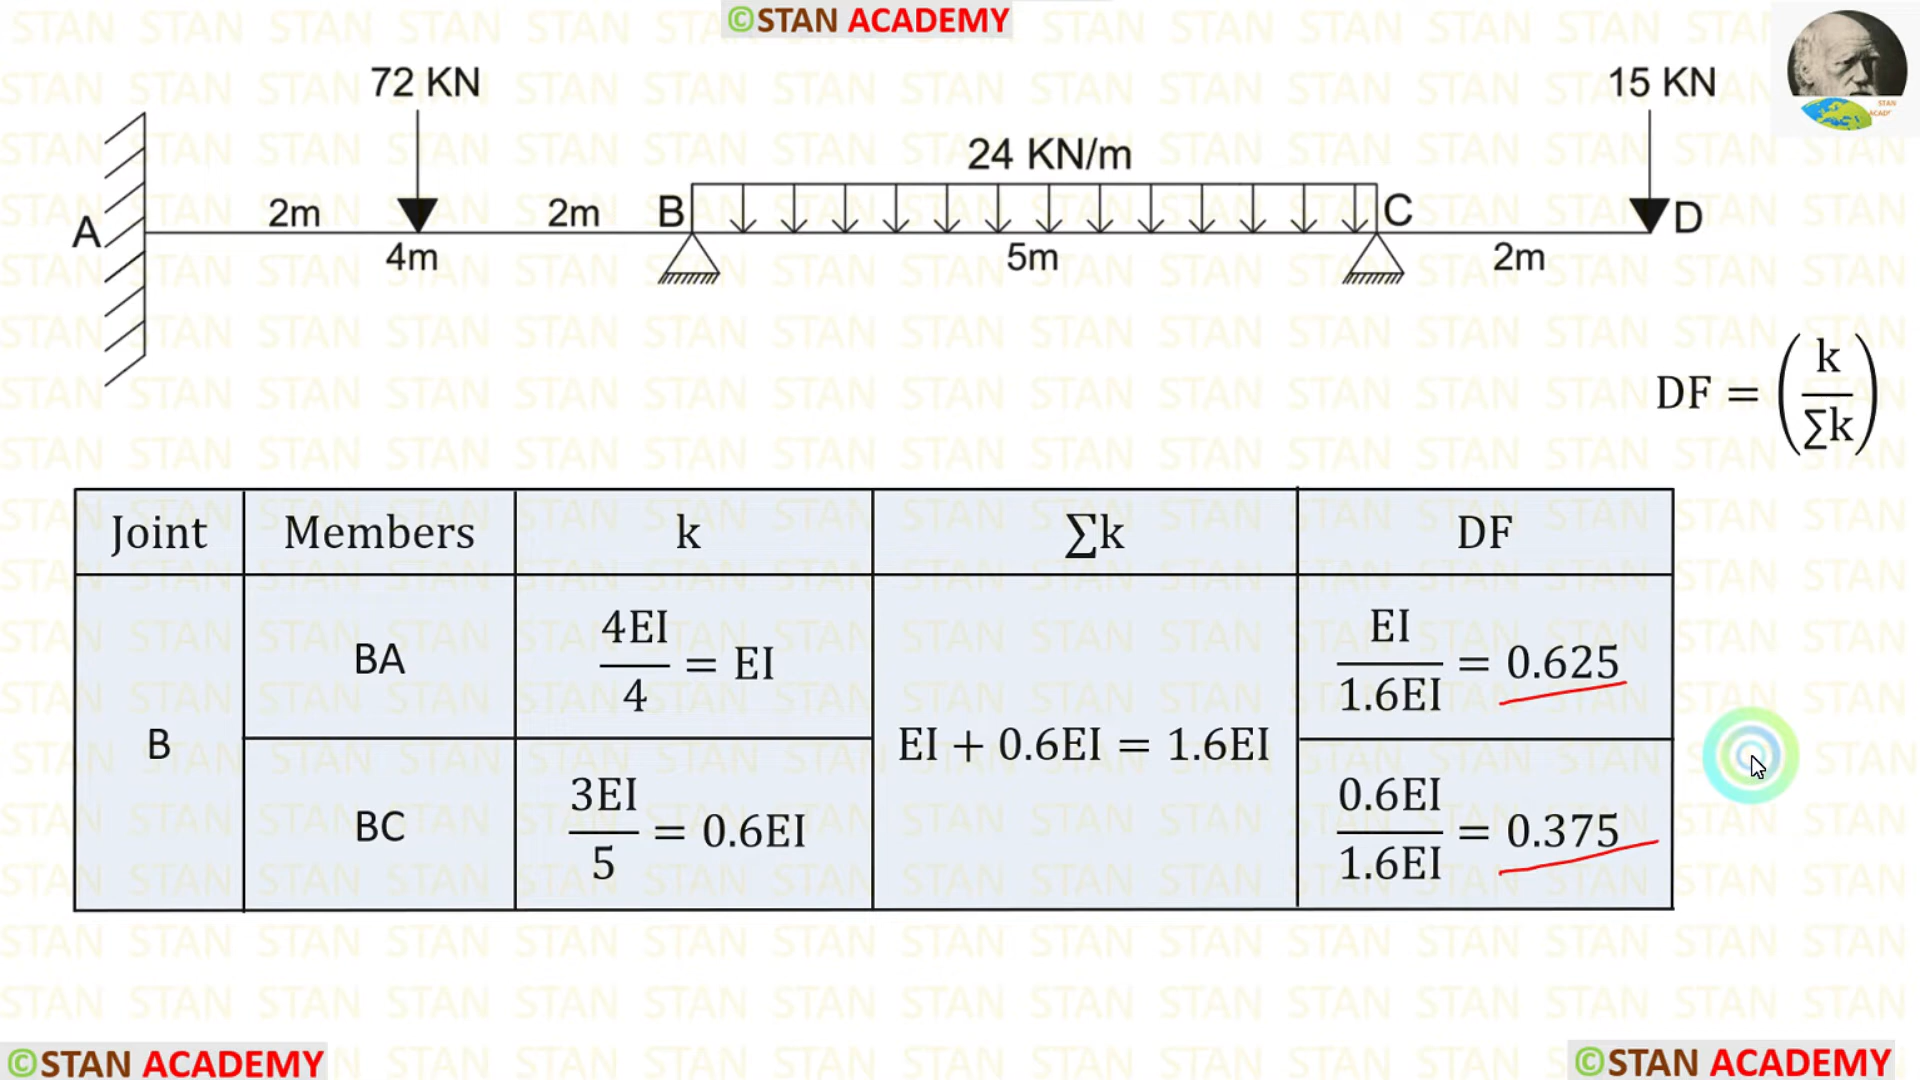 ©STAN ACADEMY
72 KN
15 KN
STAN
ACADEMY
24 KN/m
A
2m
2m
B
C
D
4m
5m
2m
DF = (k/∑k)
Joint Members k ∑k DF
B
BA 4EI/4 = EI
EI + 0.6EI = 1.6EI
EI/1.6EI = 0.625
BC 3EI/5 = 0.6EI
0.6EI/1.6EI = 0.375
©STAN ACADEMY
©STAN ACADEMY